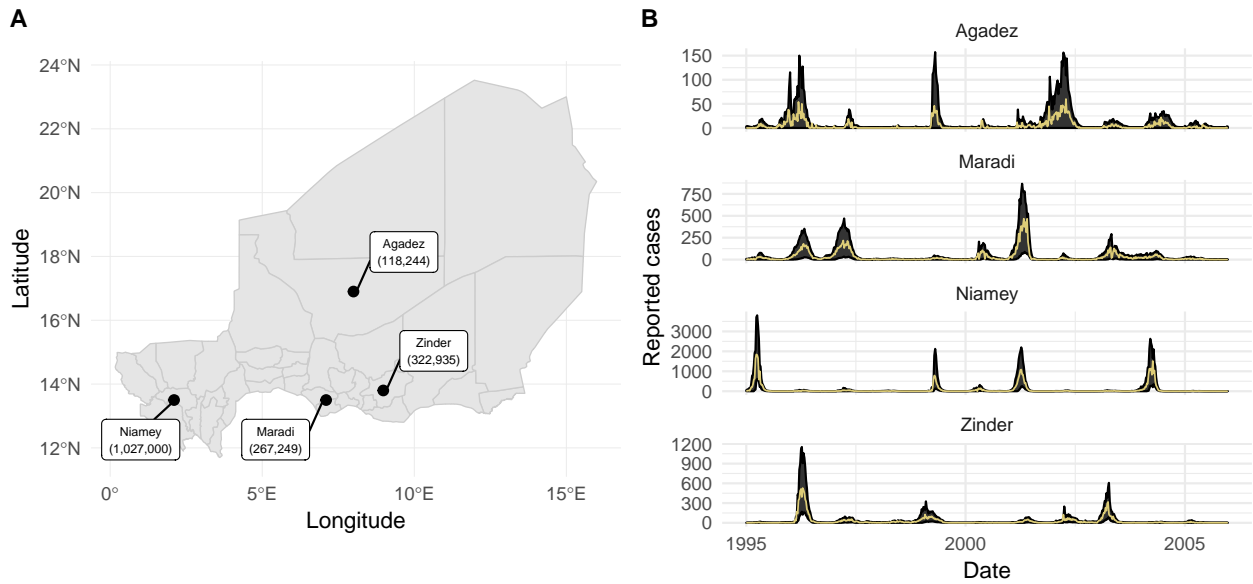 A
24°N
22°N
20°N
18°N
16°N
14°N
12°N
Latitude
0°
5°E
10°E
15°E
Longitude
Agadez
(118,244)
Zinder
(322,935)
Niamey
(1,027,000)
Maradi
(267,249)
B
Reported cases
Agadez
150
100
50
0
Maradi
750
500
250
0
Niamey
3000
2000
1000
0
Zinder
1200
900
600
300
0
1995
2000
2005
Date